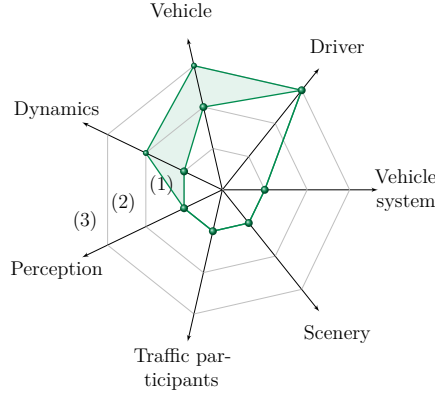 Vehicle
Driver
Dynamics
Vehicle
system
(1)
(2)
(3)
Perception
Scenery
Traffic par-
ticipants